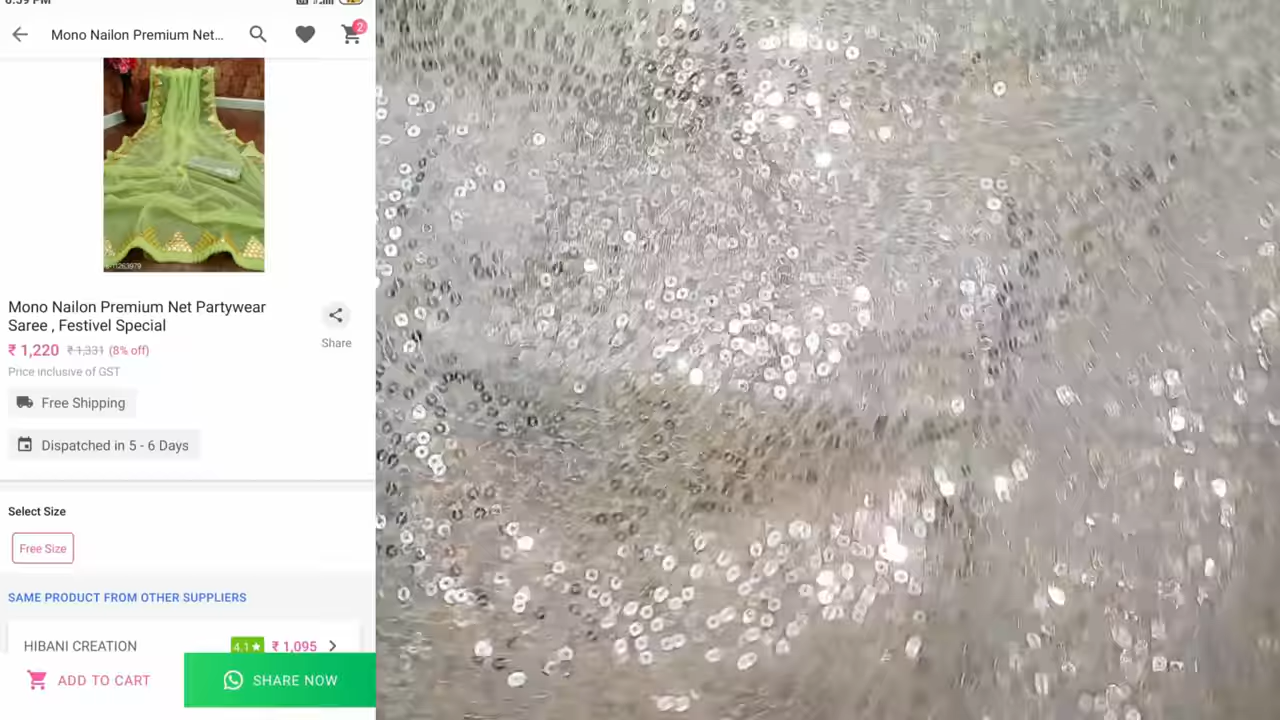 Mono Nailon Premium Net...
2
Mono Nailon Premium Net Partywear
Saree , Festivel Special
Share
₹ 1,220 ₹ 1,331 (8% off)
Price inclusive of GST
Free Shipping
Dispatched in 5 - 6 Days
Select Size
Free Size
SAME PRODUCT FROM OTHER SUPPLIERS
HIBANI CREATION 4.1★ ₹ 1,095
ADD TO CART
SHARE NOW